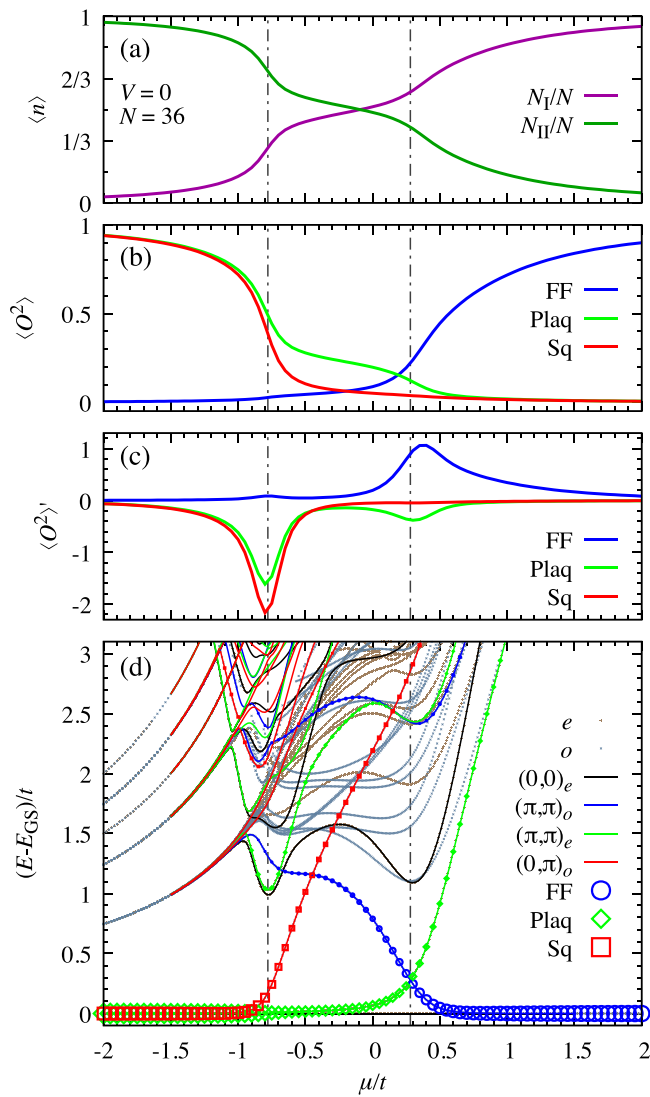 1
(a)
2/3
V = 0
N = 36
⟨n⟩
N_I/N
N_II/N
1/3
0
1
(b)
⟨O²⟩
0.5
FF
Plaq
Sq
0
(c)
1
0
⟨O²⟩'
-1
FF
Plaq
-2
Sq
3
(d)
2.5
e
o
2
(0,0)_e
(π,π)_o
(E-E_GS)/t
1.5
(π,π)_e
(0,π)_o
1
FF
Plaq
0.5
Sq
0
-2 -1.5 -1 -0.5 0 0.5 1 1.5 2
μ/t